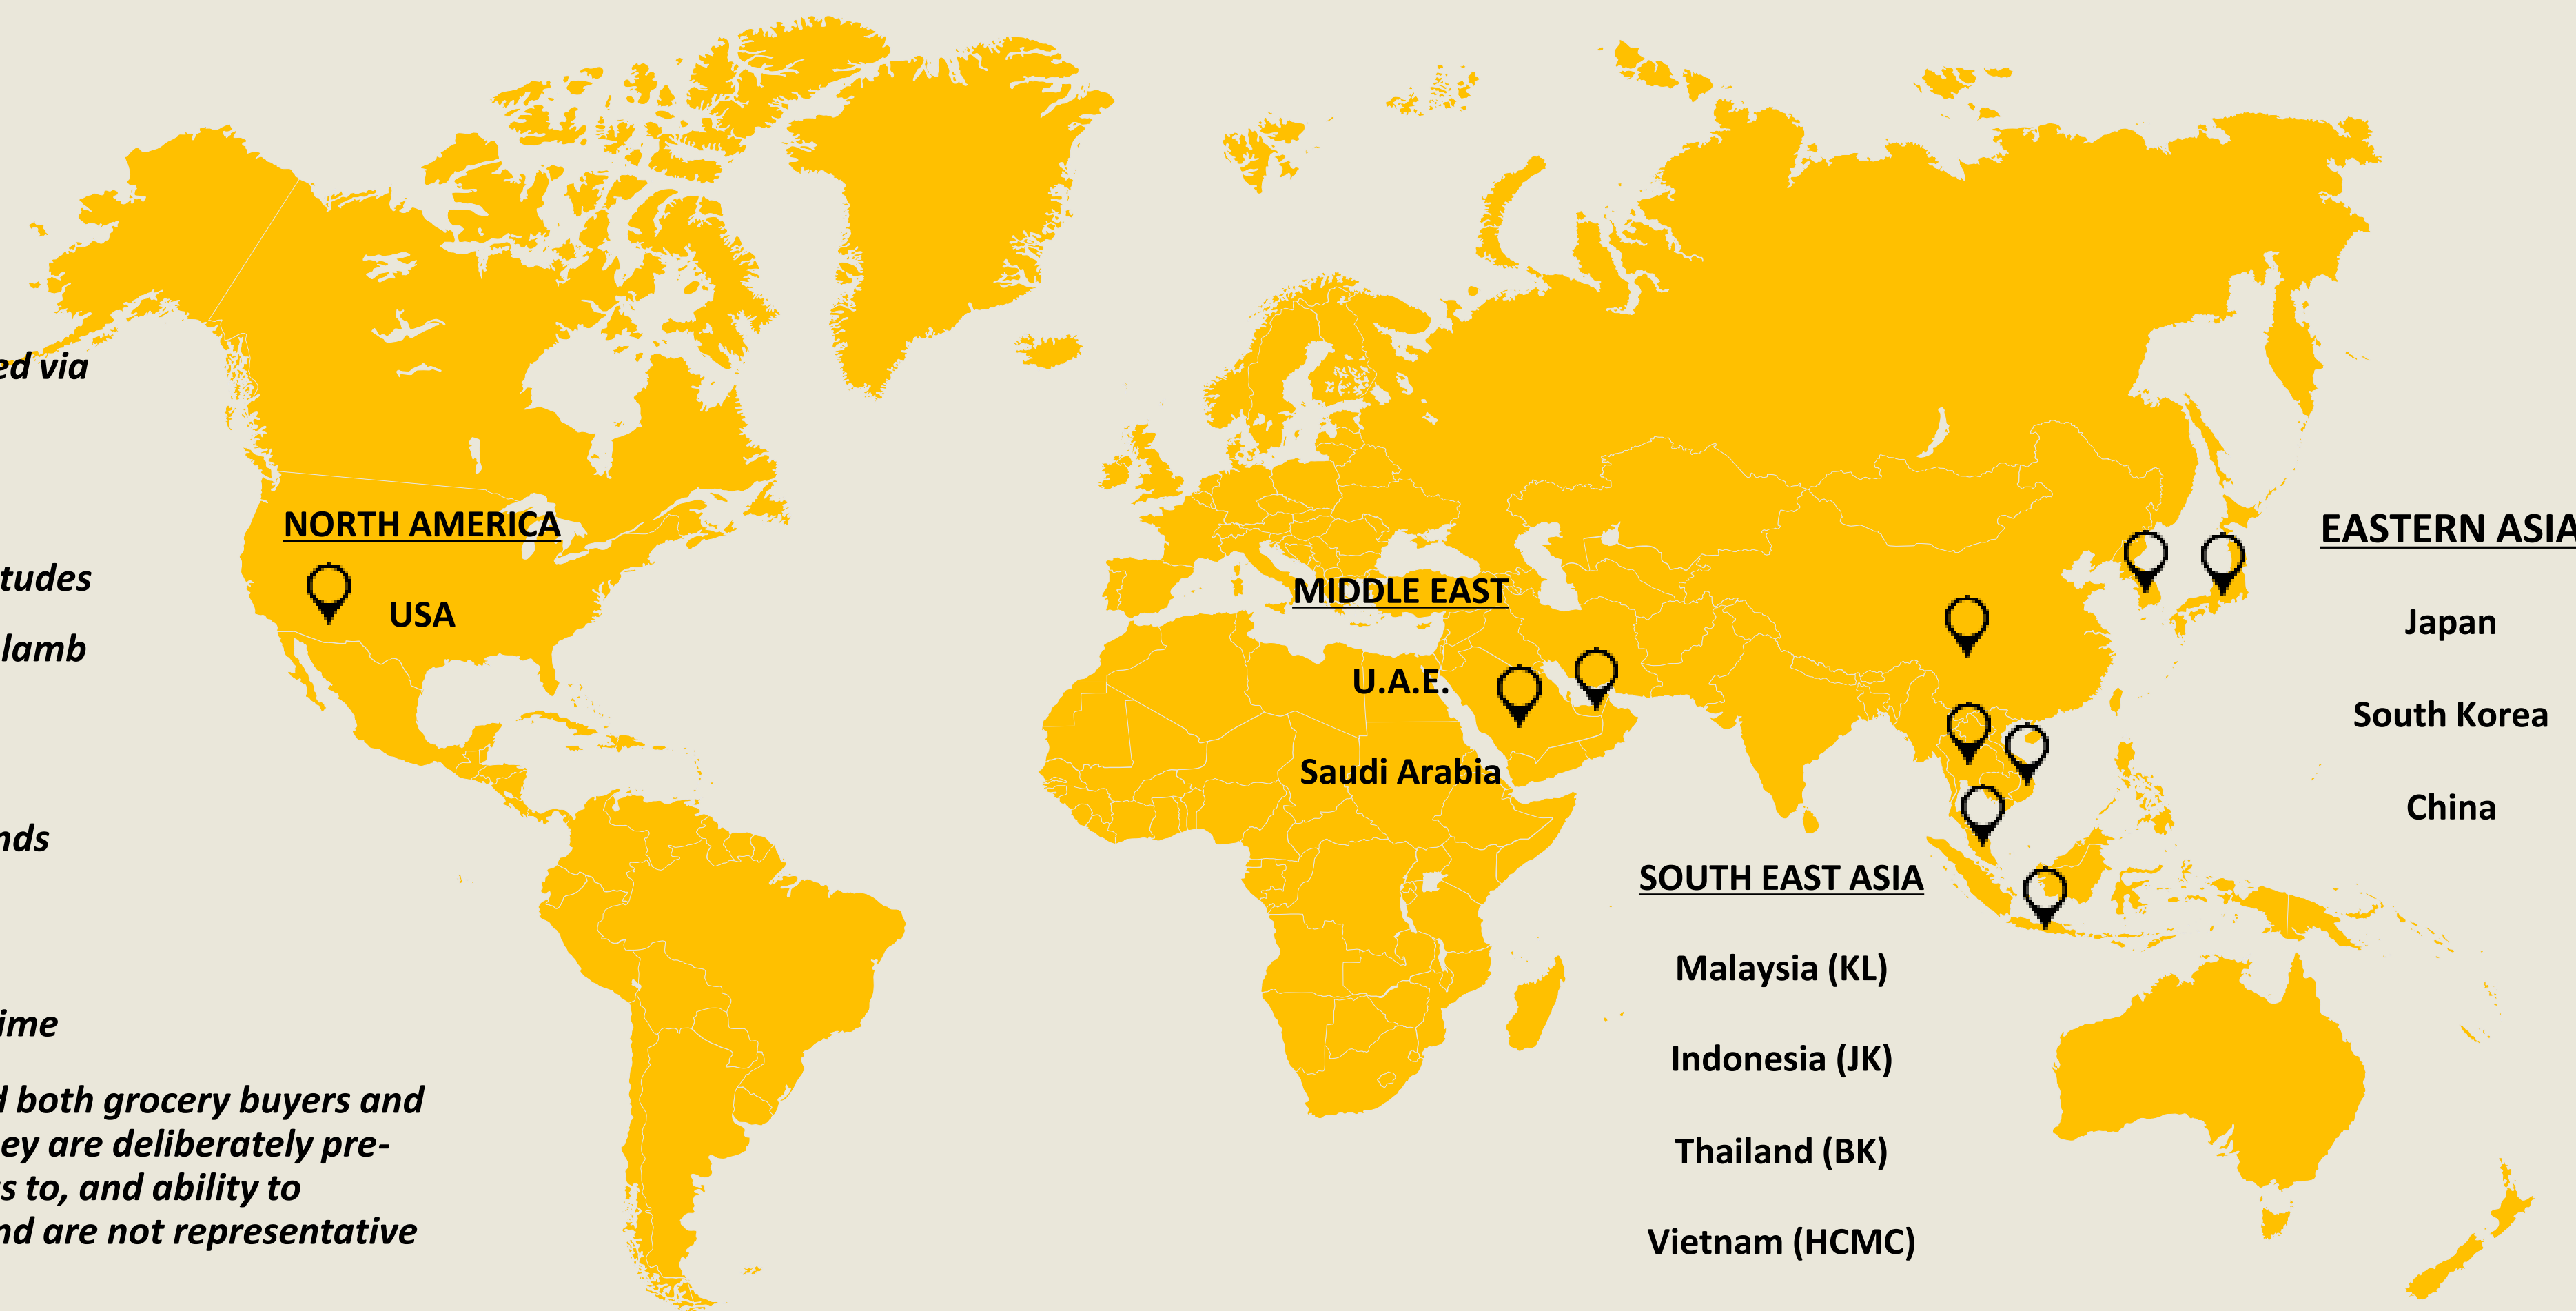 ed via
tudes
lamb
nds
ime
d both grocery buyers and
ey are deliberately pre-
s to, and ability to
nd are not representative
NORTH AMERICA
USA
MIDDLE EAST
U.A.E.
Saudi Arabia
SOUTH EAST ASIA
Malaysia (KL)
Indonesia (JK)
Thailand (BK)
Vietnam (HCMC)
EASTERN ASIA
Japan
South Korea
China